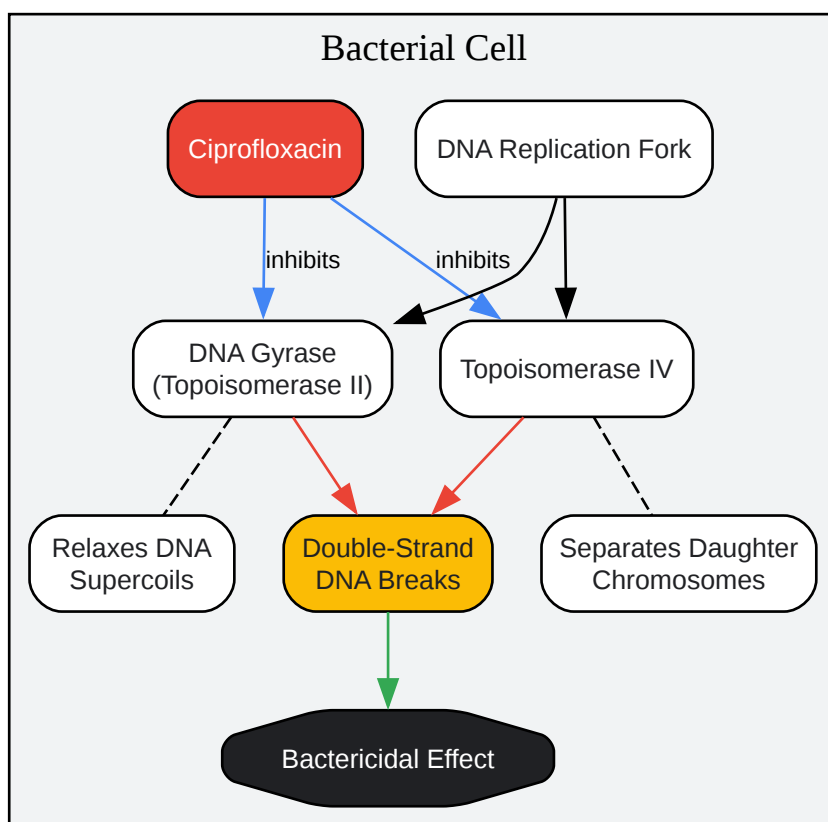 Bacterial Cell
Ciprofloxacin
DNA Replication Fork
inhibits
inhibits
DNA Gyrase
(Topoisomerase II)
Topoisomerase IV
Relaxes DNA
Supercoils
Double-Strand
DNA Breaks
Separates Daughter
Chromosomes
Bactericidal Effect